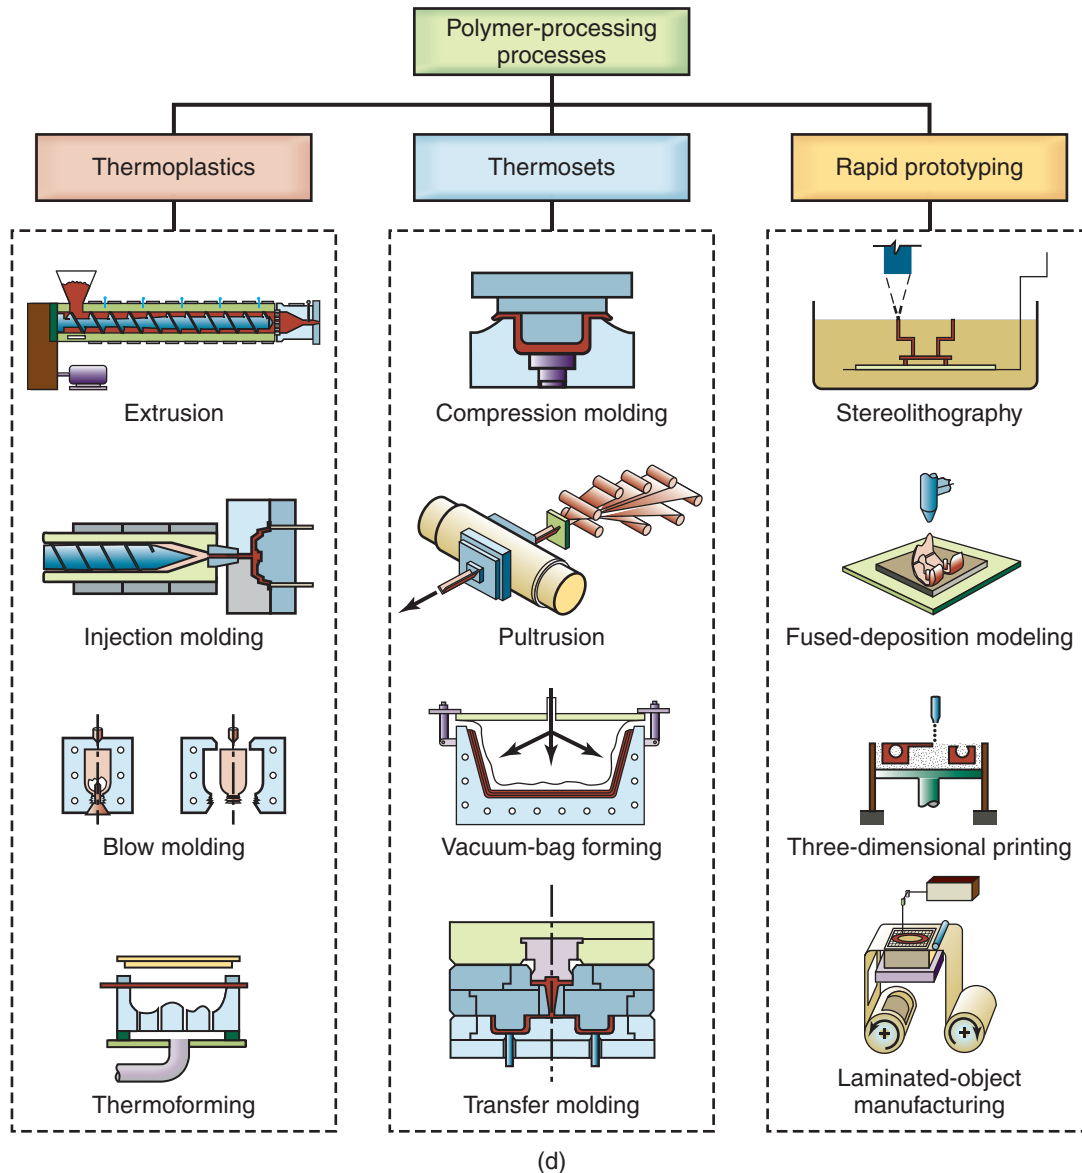 Polymer-processing
processes
Thermoplastics
Thermosets
Rapid prototyping
Extrusion
Compression molding
Stereolithography
Injection molding
Pultrusion
Fused-deposition modeling
Blow molding
Vacuum-bag forming
Three-dimensional printing
Thermoforming
Transfer molding
Laminated-object
manufacturing
(d)